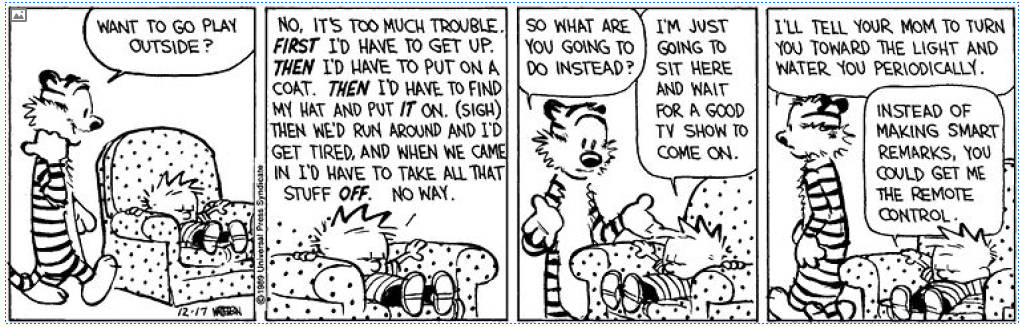 WANT TO GO PLAY
OUTSIDE?
NO, IT'S TOO MUCH TROUBLE.
FIRST I'D HAVE TO GET UP.
THEN I'D HAVE TO PUT ON A
COAT. THEN I'D HAVE TO FIND
MY HAT AND PUT IT ON. (SIGH)
THEN WE'D RUN AROUND AND I'D
GET TIRED, AND WHEN WE CAME
IN I'D HAVE TO TAKE ALL THAT
STUFF OFF. NO WAY.
SO WHAT ARE
YOU GOING TO
DO INSTEAD?
I'M JUST
GOING TO
SIT HERE
AND WAIT
FOR A GOOD
TV SHOW TO
COME ON.
I'LL TELL YOUR MOM TO TURN
YOU TOWARD THE LIGHT AND
WATER YOU PERIODICALLY.
INSTEAD OF
MAKING SMART
REMARKS, YOU
COULD GET ME
THE REMOTE
CONTROL.
12-17 WATTERSON
©1989 Universal Press Syndicate